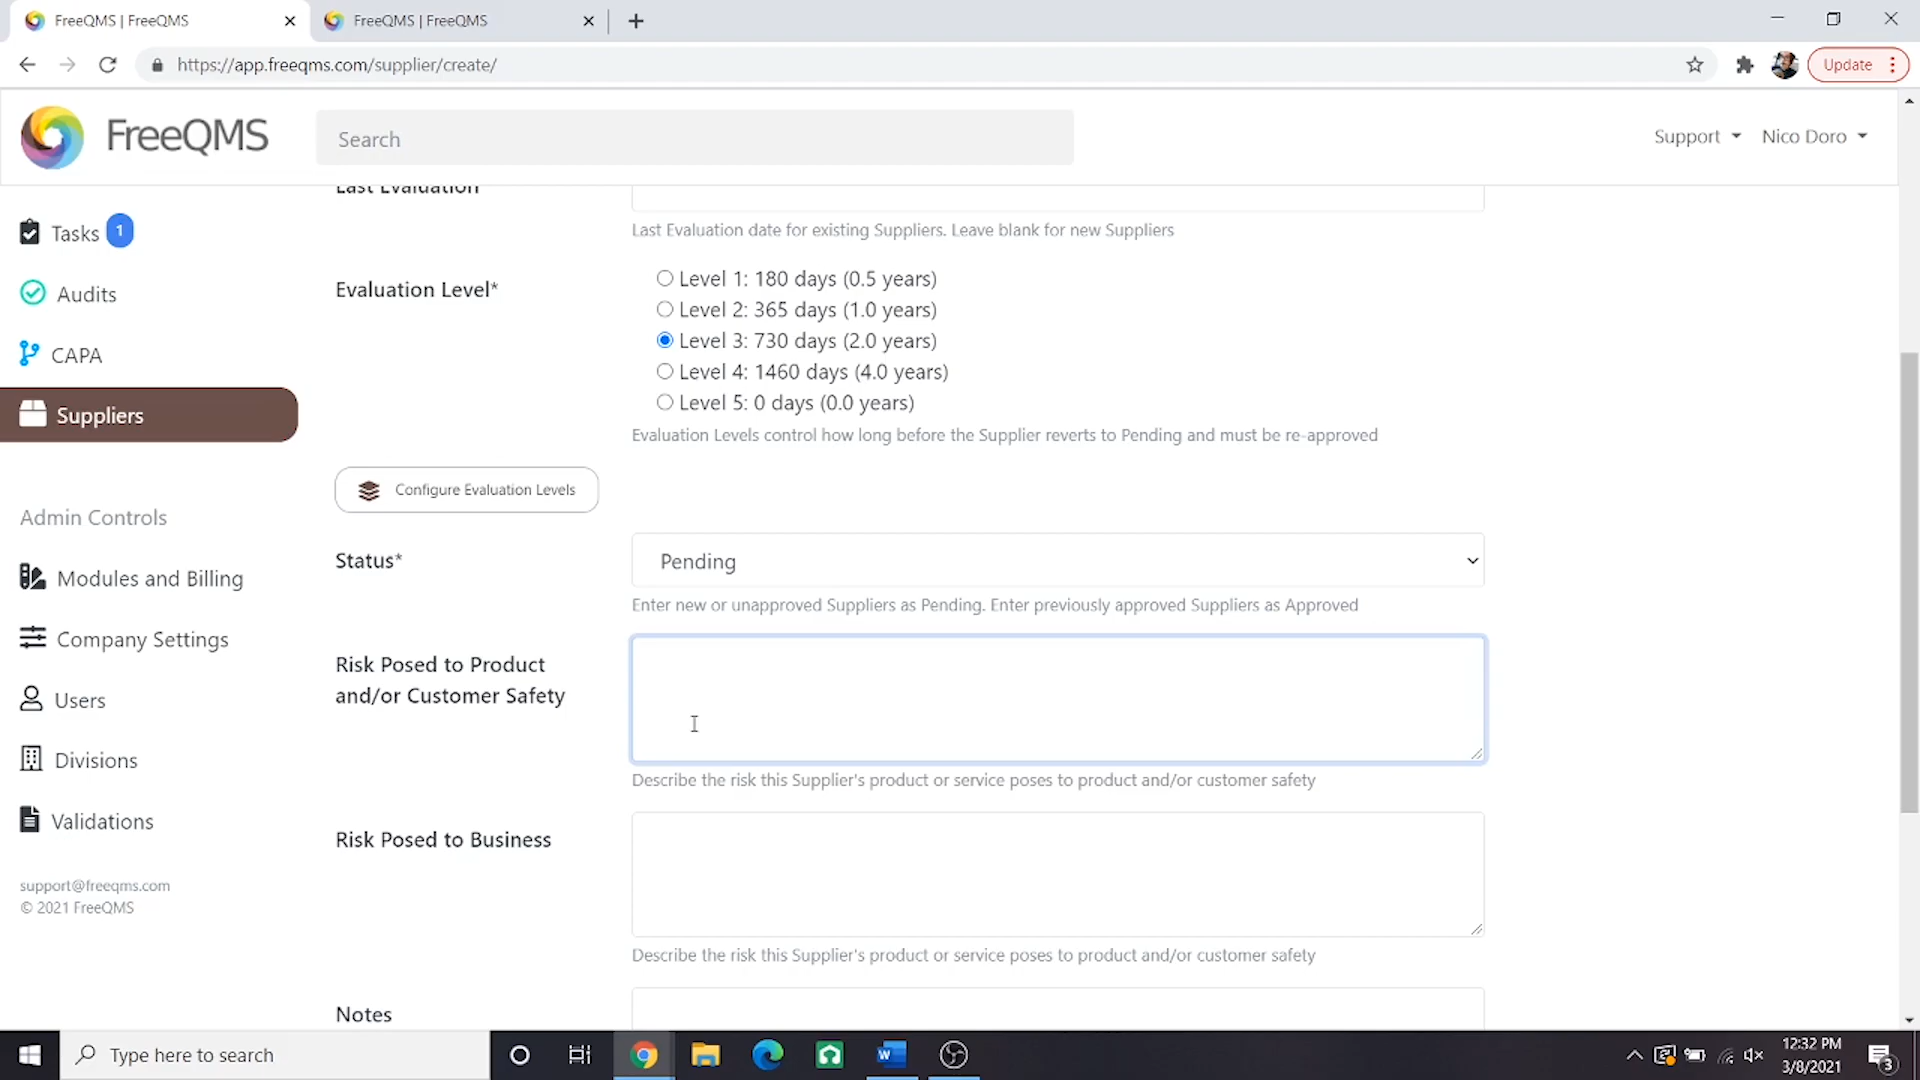 FreeQMS | FreeQMS
FreeQMS | FreeQMS
https://app.freeqms.com/supplier/create/
Update
FreeQMS
Search
Support
Nico Doro
Tasks 1
Audits
CAPA
Suppliers
Admin Controls
Modules and Billing
Company Settings
Users
Divisions
Validations
support@freeqms.com
© 2021 FreeQMS
Last Evaluation
Last Evaluation date for existing Suppliers. Leave blank for new Suppliers
Evaluation Level*
Level 1: 180 days (0.5 years)
Level 2: 365 days (1.0 years)
Level 3: 730 days (2.0 years)
Level 4: 1460 days (4.0 years)
Level 5: 0 days (0.0 years)
Evaluation Levels control how long before the Supplier reverts to Pending and must be re-approved
Configure Evaluation Levels
Status*
Pending
Enter new or unapproved Suppliers as Pending. Enter previously approved Suppliers as Approved
Risk Posed to Product
and/or Customer Safety
Describe the risk this Supplier's product or service poses to product and/or customer safety
Risk Posed to Business
Describe the risk this Supplier's product or service poses to product and/or customer safety
Notes
Type here to search
12:32 PM
3/8/2021
3